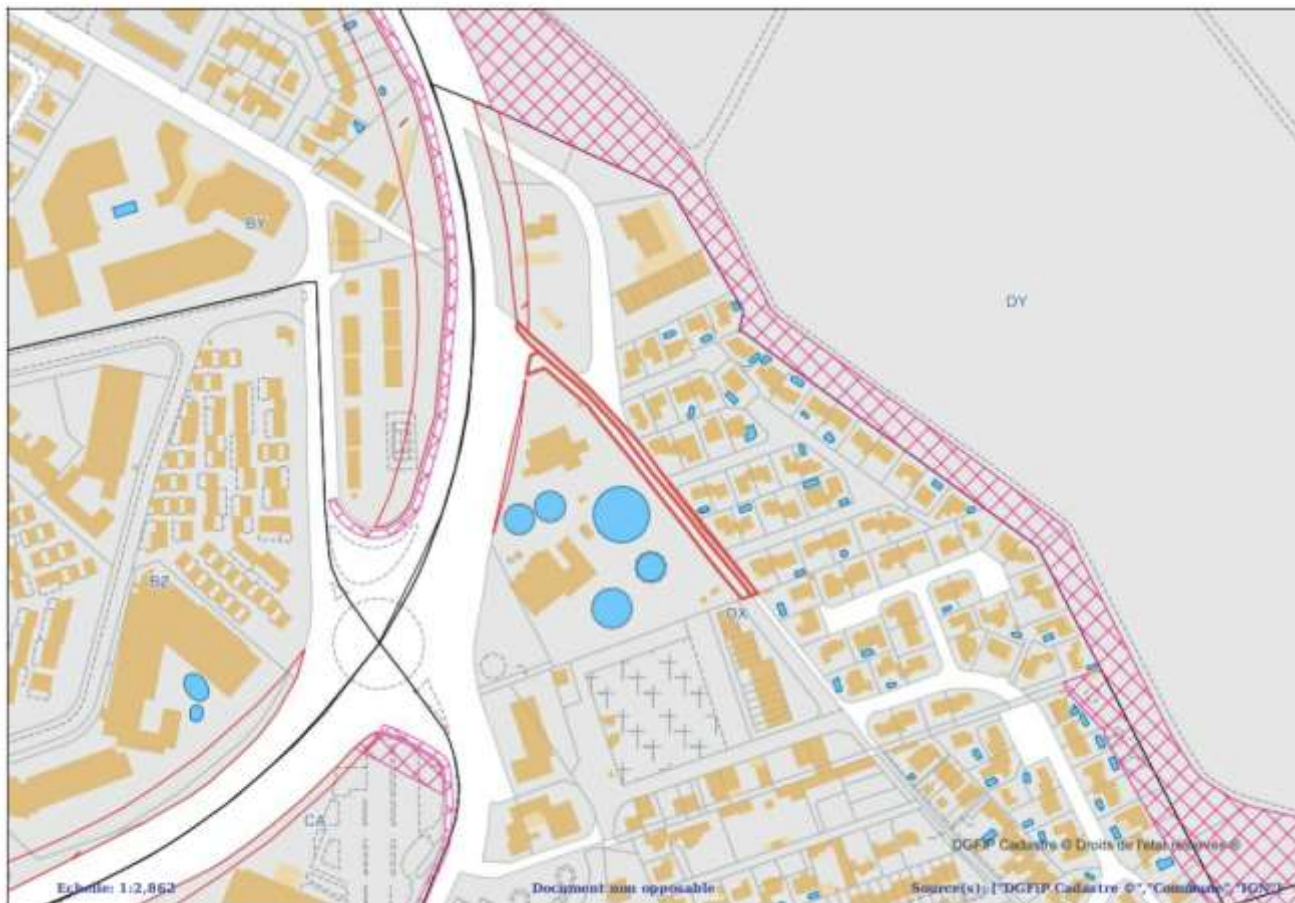 BY
DY
BZ
DX
CA
DGFIP Cadastre © Droits de l'état réservés ®
Echelle: 1:2,862
Document non opposable
Source(s): ["DGFIP Cadastre ©","Commune","IGN"]